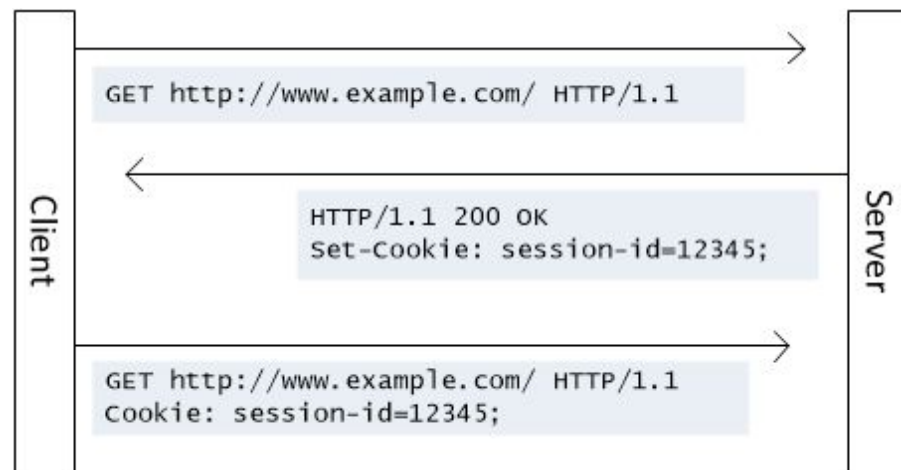 Client
GET http://www.example.com/ HTTP/1.1
HTTP/1.1 200 OK
Set-Cookie: session-id=12345;
GET http://www.example.com/ HTTP/1.1
Cookie: session-id=12345;
Server